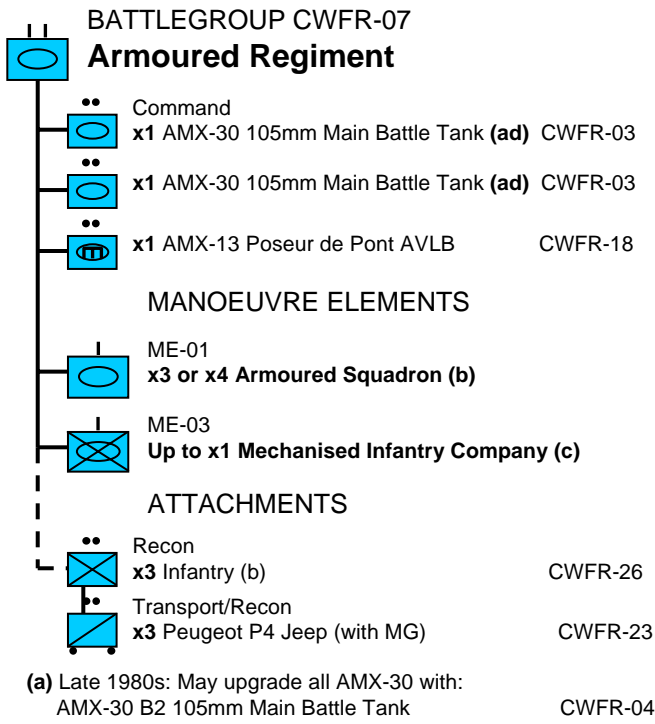 BATTLEGROUP CWFR-07
Armoured Regiment
Command
x1 AMX-30 105mm Main Battle Tank (ad) CWFR-03
x1 AMX-30 105mm Main Battle Tank (ad) CWFR-03
x1 AMX-13 Poseur de Pont AVLB CWFR-18
MANOEUVRE ELEMENTS
ME-01
x3 or x4 Armoured Squadron (b)
ME-03
Up to x1 Mechanised Infantry Company (c)
ATTACHMENTS
Recon
x3 Infantry (b) CWFR-26
Transport/Recon
x3 Peugeot P4 Jeep (with MG) CWFR-23
(a) Late 1980s: May upgrade all AMX-30 with:
AMX-30 B2 105mm Main Battle Tank CWFR-04